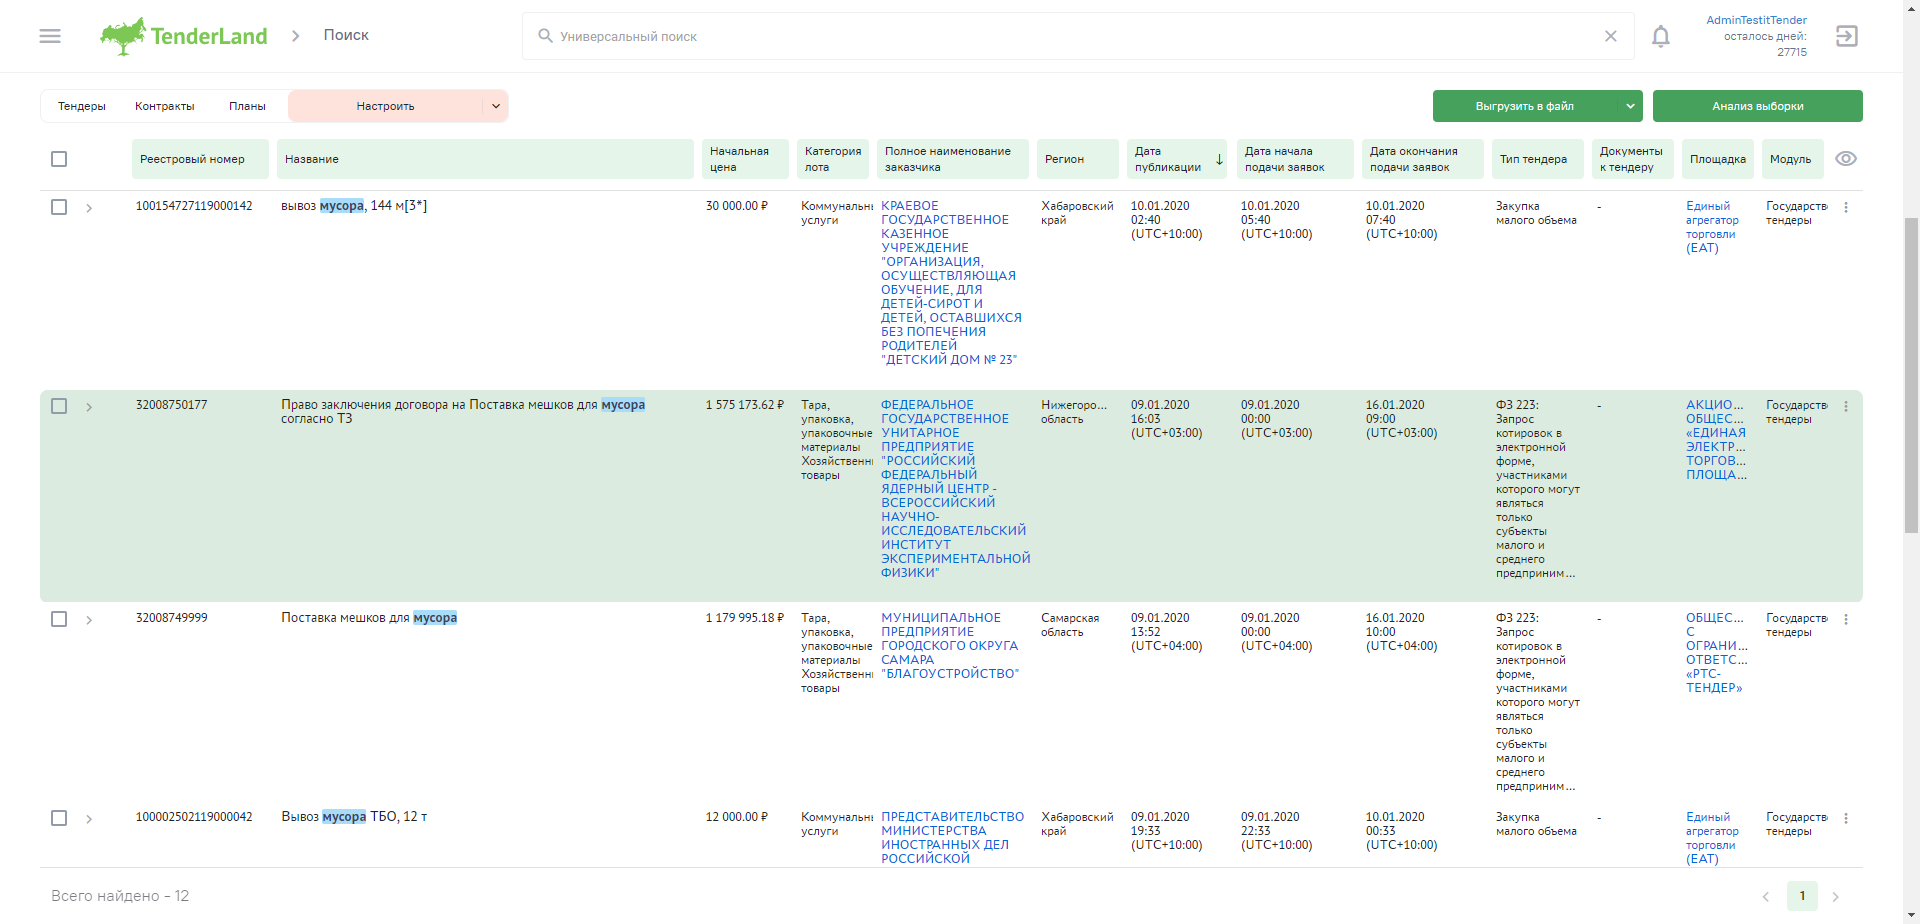 TenderLand
Поиск
Универсальный поиск
AdminTestitTender
осталось дней:
27715
Тендеры
Контракты
Планы
Настроить
Выгрузить в файл
Анализ выборки
Реестровый номер
Название
Начальная
цена
Категория
лота
Полное наименование
заказчика
Регион
Дата
публикации
Дата начала
подачи заявок
Дата окончания
подачи заявок
Тип тендера
Документы
к тендеру
Площадка
Модуль
100154727119000142
вывоз мусора, 144 м[3*]
30 000.00 ₽
Коммунальнь
услуги
КРАЕВОЕ
ГОСУДАРСТВЕННОЕ
КАЗЕННОЕ
УЧРЕЖДЕНИЕ
"ОРГАНИЗАЦИЯ,
ОСУЩЕСТВЛЯЮЩАЯ
ОБУЧЕНИЕ, ДЛЯ
ДЕТЕЙ-СИРОТ И
ДЕТЕЙ, ОСТАВШИХСЯ
БЕЗ ПОПЕЧЕНИЯ
РОДИТЕЛЕЙ
"ДЕТСКИЙ ДОМ № 23"
Хабаровский
край
10.01.2020
02:40
(UTC+10:00)
10.01.2020
05:40
(UTC+10:00)
10.01.2020
07:40
(UTC+10:00)
Закупка
малого объема
-
Единый
агрегатор
торговли
(ЕАТ)
Государств
тендеры
32008750177
Право заключения договора на Поставка мешков для мусора
согласно ТЗ
1 575 173.62 ₽
Тара,
упаковка,
упаковочные
материалы
Хозяйственн
товары
ФЕДЕРАЛЬНОЕ
ГОСУДАРСТВЕННОЕ
УНИТАРНОЕ
ПРЕДПРИЯТИЕ
"РОССИЙСКИЙ
ФЕДЕРАЛЬНЫЙ
ЯДЕРНЫЙ ЦЕНТР -
ВСЕРОССИЙСКИЙ
НАУЧНО-
ИССЛЕДОВАТЕЛЬСКИЙ
ИНСТИТУТ
ЭКСПЕРИМЕНТАЛЬНОЙ
ФИЗИКИ"
Нижегоро...
область
09.01.2020
16:03
(UTC+03:00)
09.01.2020
00:00
(UTC+03:00)
16.01.2020
09:00
(UTC+03:00)
ФЗ 223:
Запрос
котировок в
электронной
форме,
участниками
которого могут
являться
только
субъекты
малого и
среднего
предприним...
-
АКЦИО...
ОБЩЕС...
«ЕДИНАЯ
ЭЛЕКТР...
ТОРГОВ...
ПЛОЩА...
Государств
тендеры
32008749999
Поставка мешков для мусора
1 179 995.18 ₽
Тара,
упаковка,
упаковочные
материалы
Хозяйственн
товары
МУНИЦИПАЛЬНОЕ
ПРЕДПРИЯТИЕ
ГОРОДСКОГО ОКРУГА
САМАРА
"БЛАГОУСТРОЙСТВО"
Самарская
область
09.01.2020
13:52
(UTC+04:00)
09.01.2020
00:00
(UTC+04:00)
16.01.2020
10:00
(UTC+04:00)
ФЗ 223:
Запрос
котировок в
электронной
форме,
участниками
которого могут
являться
только
субъекты
малого и
среднего
предприним...
-
ОБЩЕС...
С
ОГРАНИ...
ОТВЕТС...
«РТС-
ТЕНДЕР»
Государств
тендеры
100002502119000042
Вывоз мусора ТБО, 12 т
12 000.00 ₽
Коммунальнь
услуги
ПРЕДСТАВИТЕЛЬСТВО
МИНИСТЕРСТВА
ИНОСТРАННЫХ ДЕЛ
РОССИЙСКОЙ
Хабаровский
край
09.01.2020
19:33
(UTC+10:00)
09.01.2020
22:33
(UTC+10:00)
10.01.2020
00:33
(UTC+10:00)
Закупка
малого объема
-
Единый
агрегатор
торговли
(ЕАТ)
Государств
тендеры
Всего найдено - 12
1